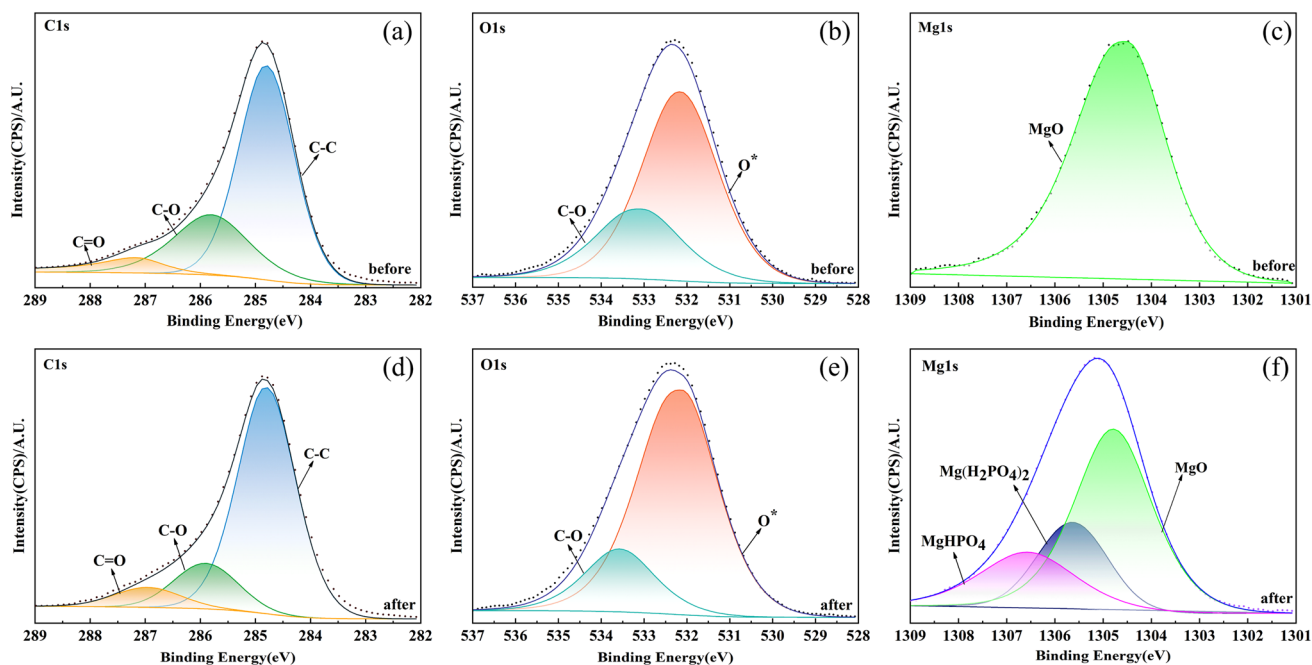 C1s
(a)
C-C
C-O
C=O
before
Intensity(CPS)/A.U.
289 288 287 286 285 284 283 282
Binding Energy(eV)
O1s
(b)
O*
C-O
before
Intensity(CPS)/A.U.
537 536 535 534 533 532 531 530 529 528
Binding Energy(eV)
Mg1s
(c)
MgO
before
Intensity(CPS)/A.U.
1309 1308 1307 1306 1305 1304 1303 1302 1301
Binding Energy(eV)
C1s
(d)
C-C
C-O
C=O
after
Intensity(CPS)/A.U.
289 288 287 286 285 284 283 282
Binding Energy(eV)
O1s
(e)
O*
C-O
after
Intensity(CPS)/A.U.
537 536 535 534 533 532 531 530 529 528
Binding Energy(eV)
Mg1s
(f)
Mg(H2PO4)2
MgO
MgHPO4
after
Intensity(CPS)/A.U.
1309 1308 1307 1306 1305 1304 1303 1302 1301
Binding Energy(eV)